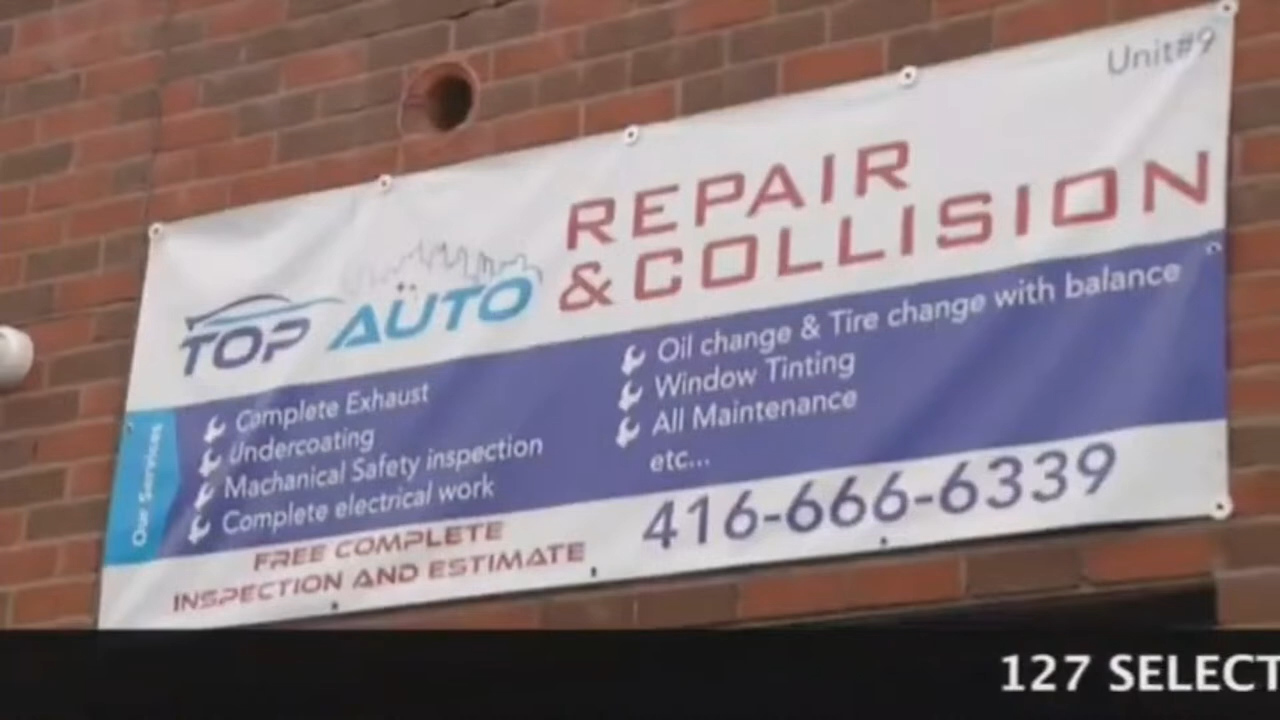 Unit#9
TOP AUTO
REPAIR
& COLLISION
Our Services
Complete Exhaust
Undercoating
Machanical Safety inspection
Complete electrical work
Oil change & Tire change with balance
Window Tinting
All Maintenance
etc...
FREE COMPLETE
INSPECTION AND ESTIMATE
416-666-6339
127 SELECT